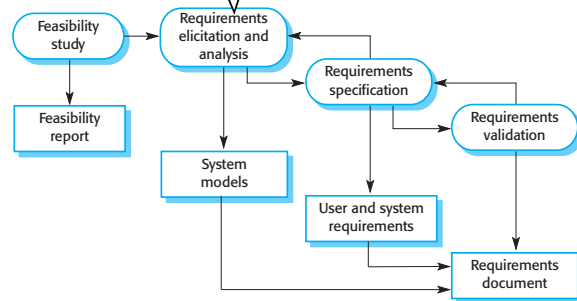 Feasibility
study
Requirements
elicitation and
analysis
Requirements
specification
Requirements
validation
Feasibility
report
System
models
User and system
requirements
Requirements
document